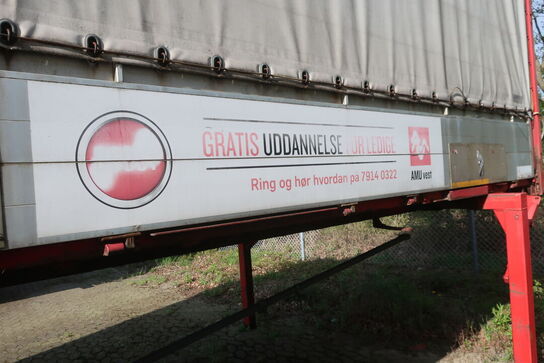 GRATIS UDDANNELSE FOR LEDIGE
Ring og hør hvordan på 7914 0322
AMU vest